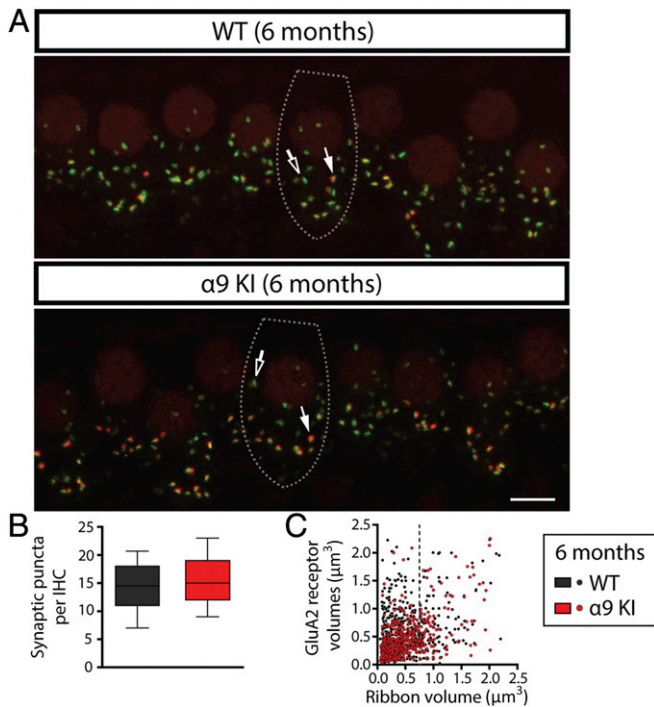 A
WT (6 months)
α9 KI (6 months)
B
Synaptic puncta
per IHC
25
20
15
10
5
0
C
GluA2 receptor
volumes (μm³)
2.5
2.0
1.5
1.0
0.5
0.0
0.0 0.5 1.0 1.5 2.0 2.5
Ribbon volume (μm³)
6 months
WT
α9 KI